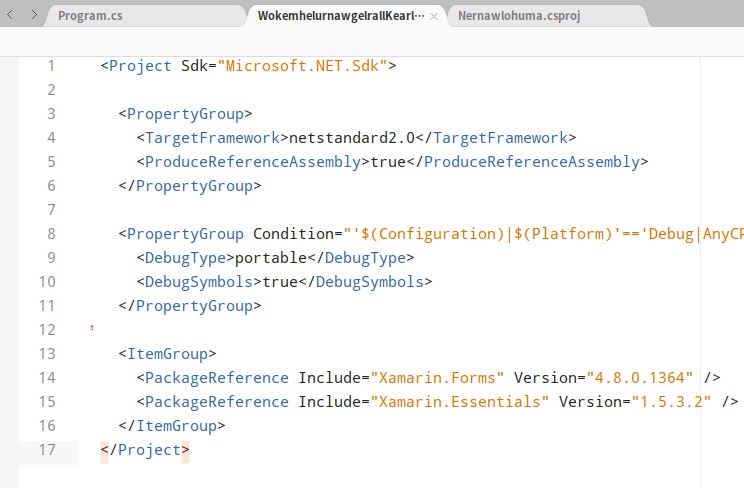 Program.cs
WokemhelurnawgelrallKearl···
Nernawlohuma.csproj
1 <Project Sdk="Microsoft.NET.Sdk">
2
3 <PropertyGroup>
4 <TargetFramework>netstandard2.0</TargetFramework>
5 <ProduceReferenceAssembly>true</ProduceReferenceAssembly>
6 </PropertyGroup>
7
8 <PropertyGroup Condition="'$(Configuration)|$(Platform)'=='Debug|AnyCP
9 <DebugType>portable</DebugType>
10 <DebugSymbols>true</DebugSymbols>
11 </PropertyGroup>
12
13 <ItemGroup>
14 <PackageReference Include="Xamarin.Forms" Version="4.8.0.1364" />
15 <PackageReference Include="Xamarin.Essentials" Version="1.5.3.2" />
16 </ItemGroup>
17 </Project>